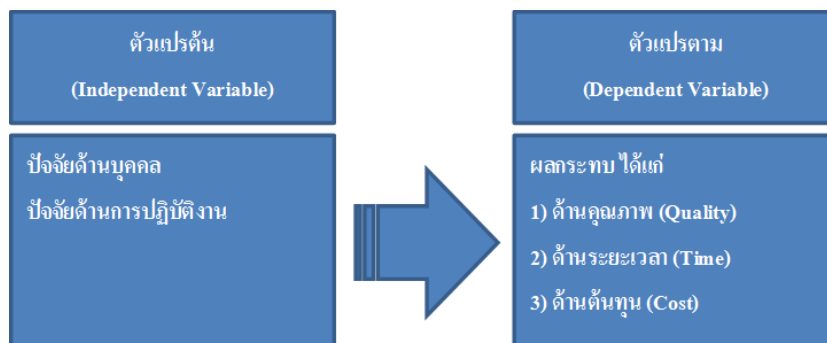 ตัวแปรต้น
(Independent Variable)
ปัจจัยด้านบุคคล
ปัจจัยด้านการปฏิบัติงาน
ตัวแปรตาม
(Dependent Variable)
ผลกระทบ ได้แก่
1) ด้านคุณภาพ (Quality)
2) ด้านระยะเวลา (Time)
3) ด้านต้นทุน (Cost)